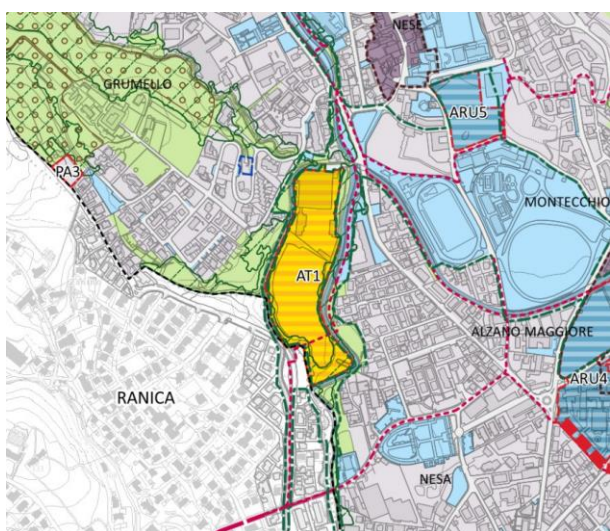 NESE
GRUMELLO
ARU5
PA3
MONTECCHIO
AT1
ALZANO MAGGIORE
ARU4
RANICA
NESA